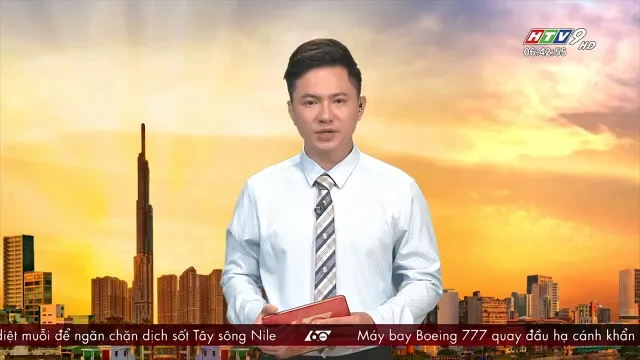 HTV9 HD
06:42:55
diệt muỗi để ngăn chặn dịch sốt Tây sông Nile 60 Máy bay Boeing 777 quay đầu hạ cánh khẩn